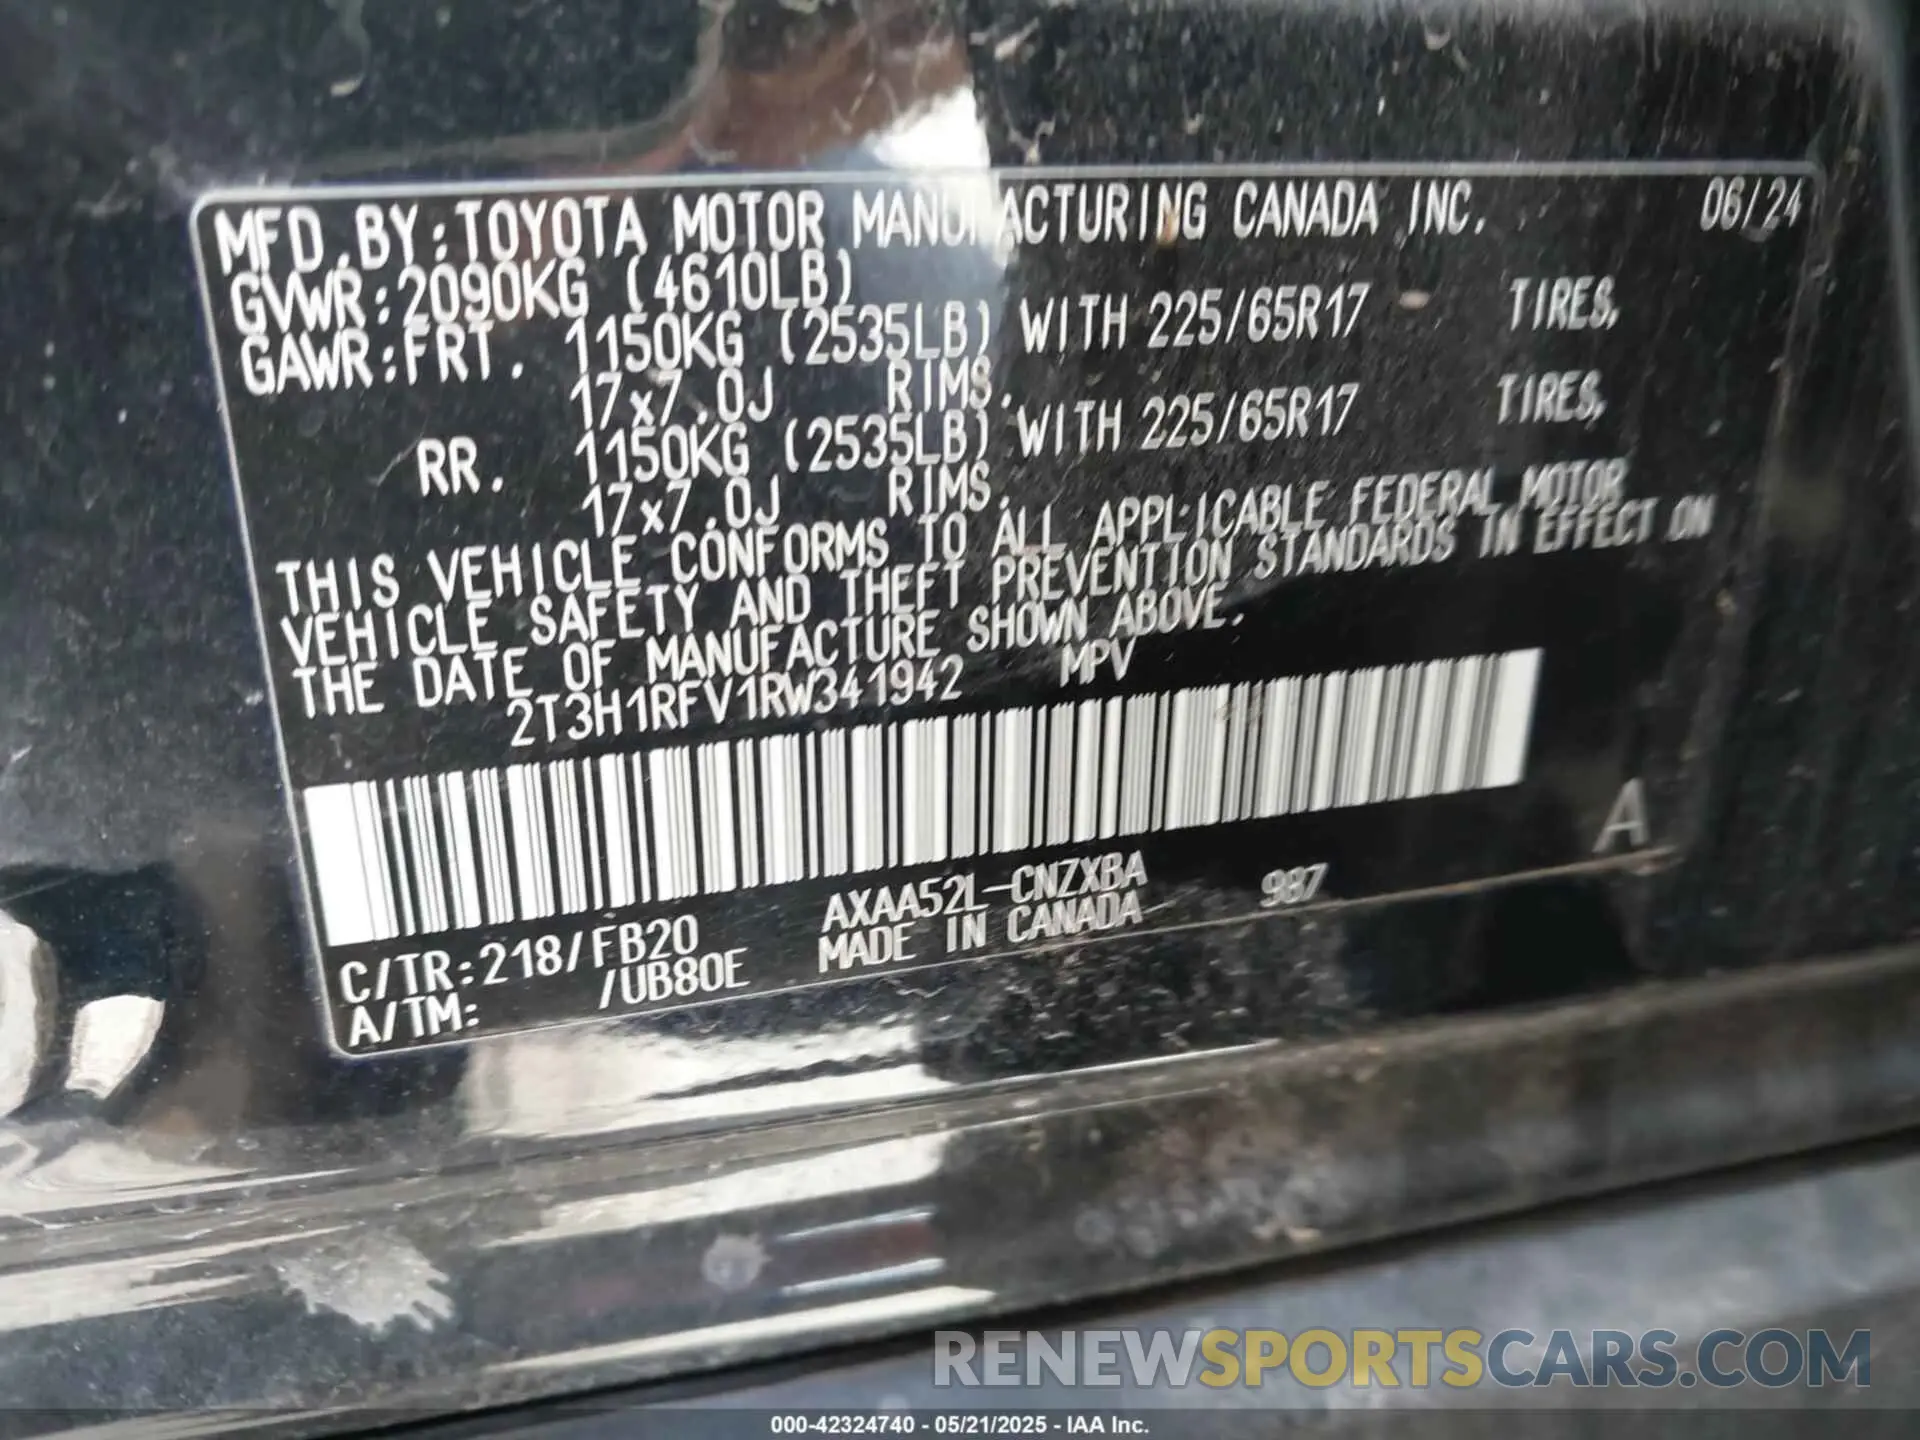 MFD.BY:TOYOTA MOTOR MANUFACTURING CANADA INC. 06/24
GVWR:2090KG (4610LB)
GAWR:FRT. 1150KG (2535LB) WITH 225/65R17 TIRES,
17x7.0J RIMS.
RR. 1150KG (2535LB) WITH 225/65R17 TIRES,
17x7.0J RIMS.
THIS VEHICLE CONFORMS TO ALL APPLICABLE FEDERAL MOTOR
VEHICLE SAFETY AND THEFT PREVENTION STANDARDS IN EFFECT ON
THE DATE OF MANUFACTURE SHOWN ABOVE.
2T3H1RFV1RW341942 MPV
A
C/TR:218/FB20 AXAA52L-CNZXBA 987
A/TM: /UB80E MADE IN CANADA
RENEWSPORTSCARS.COM
000-42324740 - 05/21/2025 - IAA Inc.